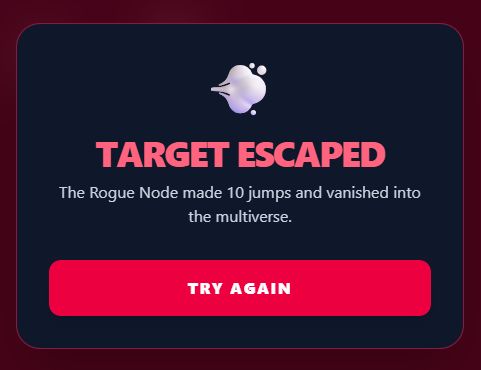 TARGET ESCAPED
The Rogue Node made 10 jumps and vanished into
the multiverse.
TRY AGAIN